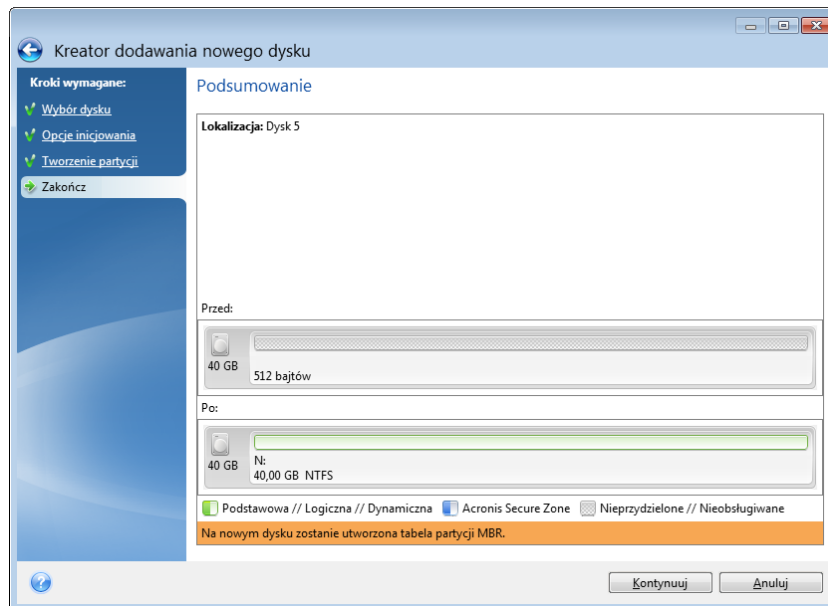 Kreator dodawania nowego dysku
Kroki wymagane:
Wybór dysku
Opcje inicjowania
Tworzenie partycji
Zakończ
Podsumowanie
Lokalizacja: Dysk 5
Przed:
40 GB
512 bajtów
Po:
40 GB
N:
40,00 GB NTFS
Podstawowa // Logiczna // Dynamiczna Acronis Secure Zone Nieprzydzielone // Nieobsługiwane
Na nowym dysku zostanie utworzona tabela partycji MBR.
Kontynuuj Anuluj